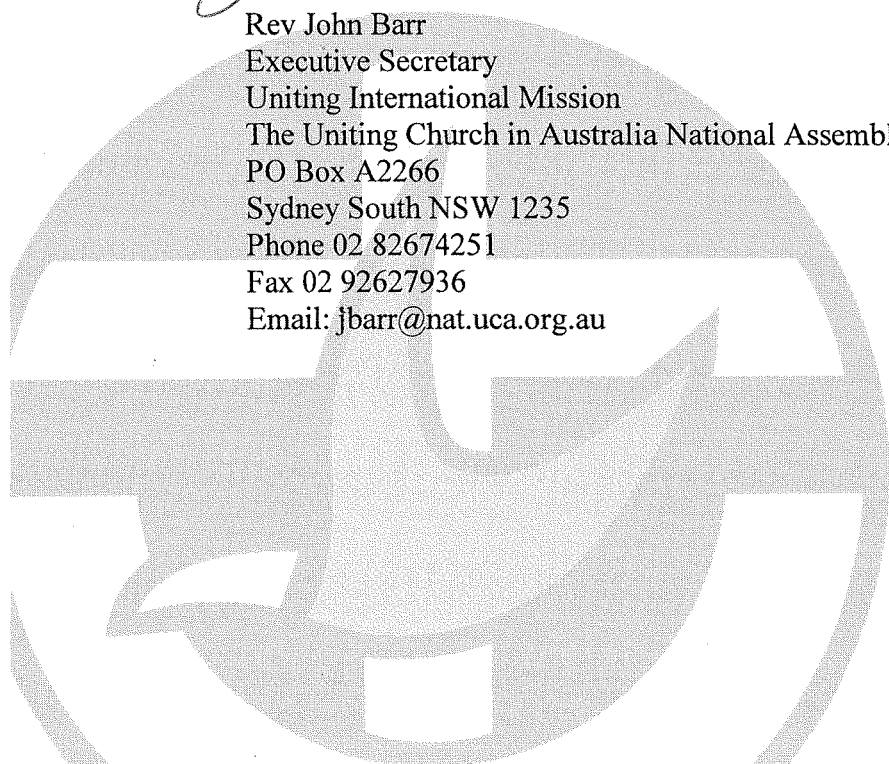 Rev John Barr
Executive Secretary
Uniting International Mission
The Uniting Church in Australia National Assembl
PO Box A2266
Sydney South NSW 1235
Phone 02 82674251
Fax 02 92627936
Email: jbarr@nat.uca.org.au